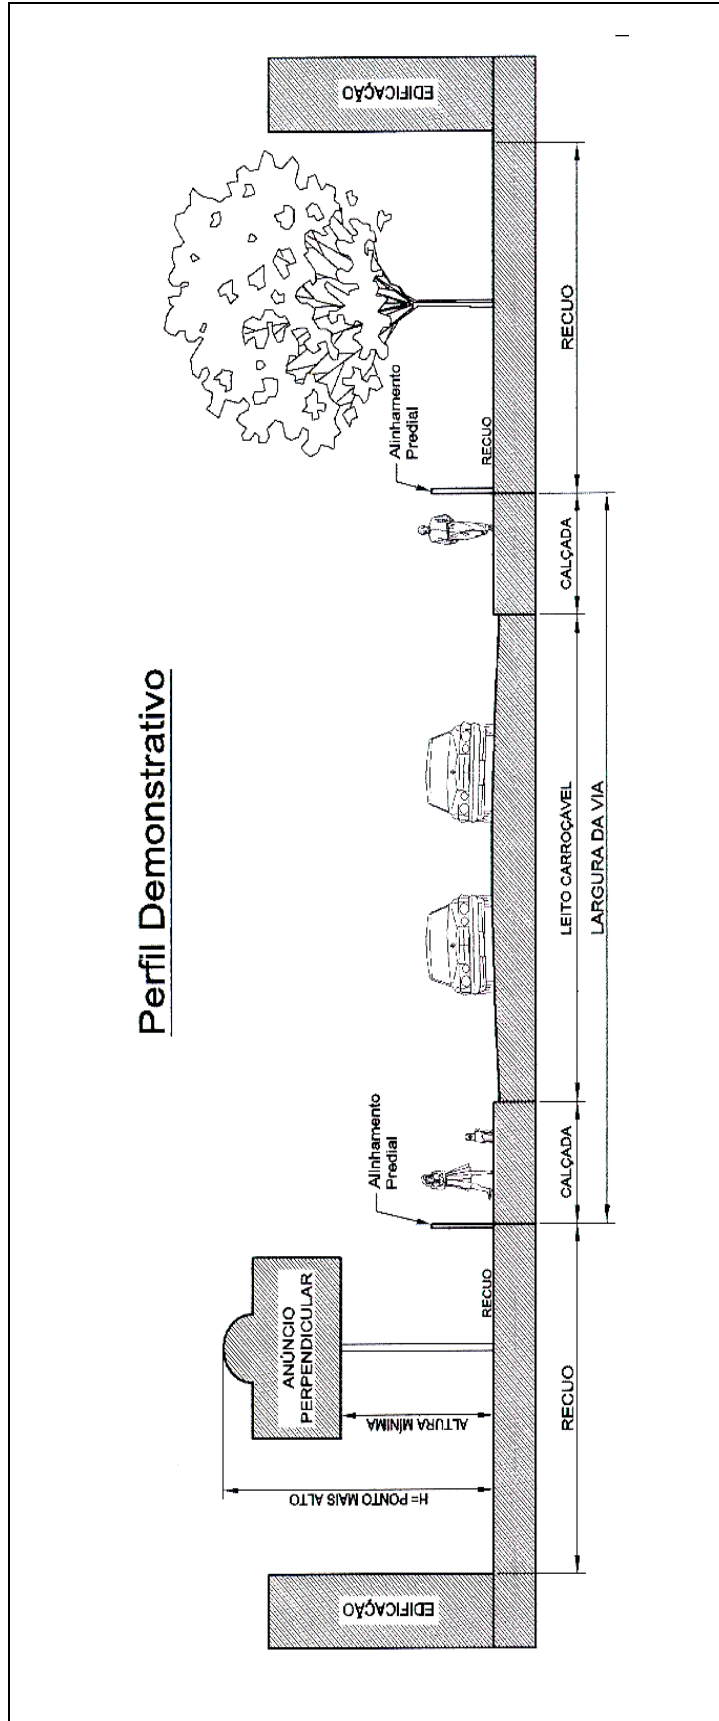 Perfil Demonstrativo
EDIFICAÇÃO
H= PONTO MAIS ALTO
ALTURA MÍNIMA
ANÚNCIO
PERPENDICULAR
RECUO
Alinhamento
Predial
Alinhamento
Predial
RECUO
EDIFICAÇÃO
RECUO
CALÇADA
LEITO CARROÇÁVEL
CALÇADA
RECUO
LARGURA DA VIA